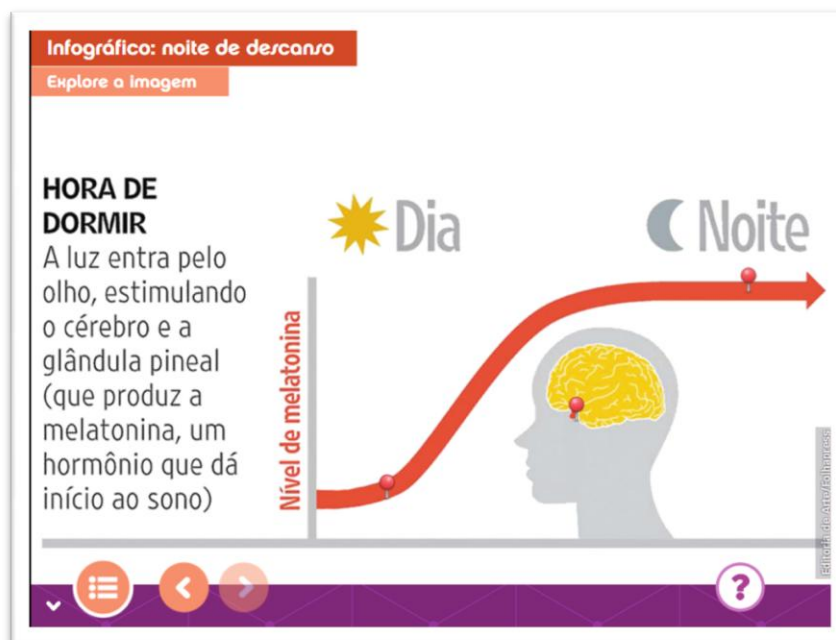 Infográfico: noite de descanso
Explore a imagem
HORA DE
DORMIR
A luz entra pelo
olho, estimulando
o cérebro e a
glândula pineal
(que produz a
melatonina, um
hormônio que dá
início ao sono)
Dia
Noite
Nível de melatonina
Editoria de Arte/Folhapress
?